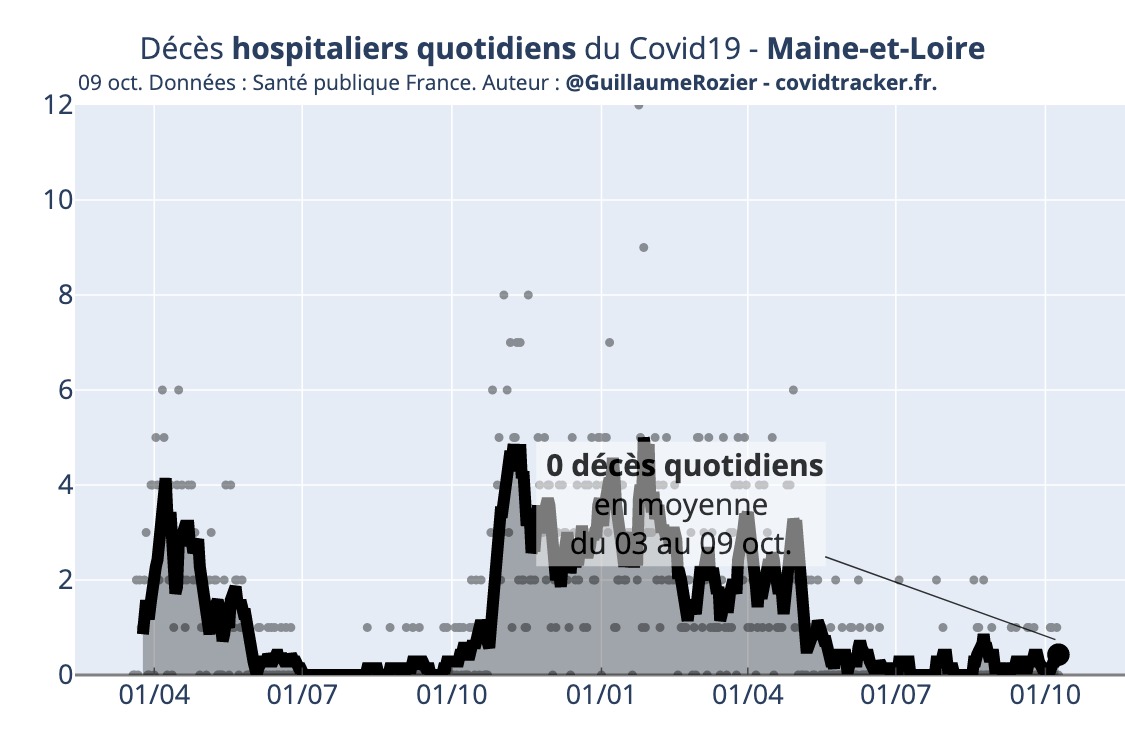 Décès hospitaliers quotidiens du Covid19 - Maine-et-Loire
09 oct. Données : Santé publique France. Auteur : @GuillaumeRozier - covidtracker.fr.
12
10
8
6
4
2
0
0 décès quotidiens
en moyenne
du 03 au 09 oct.
01/04 01/07 01/10 01/01 01/04 01/07 01/10